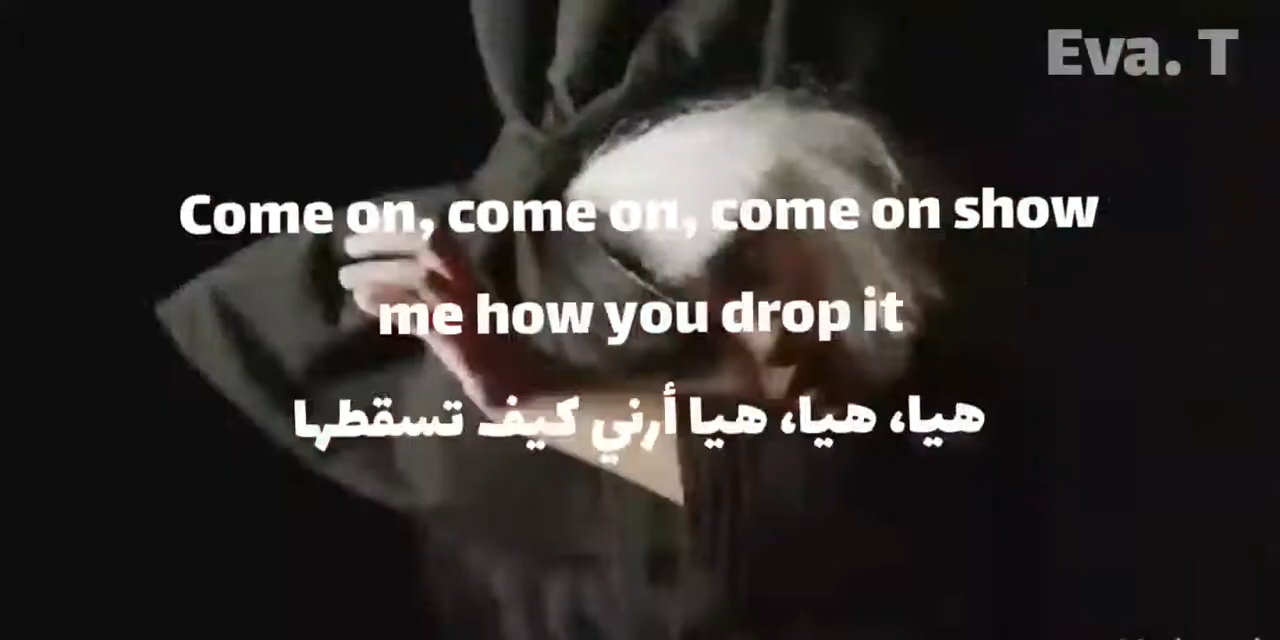 Eva. T
Come on, come on, come on show
me how you drop it
هيا، هيا، هيا أرني كيف تسقطها